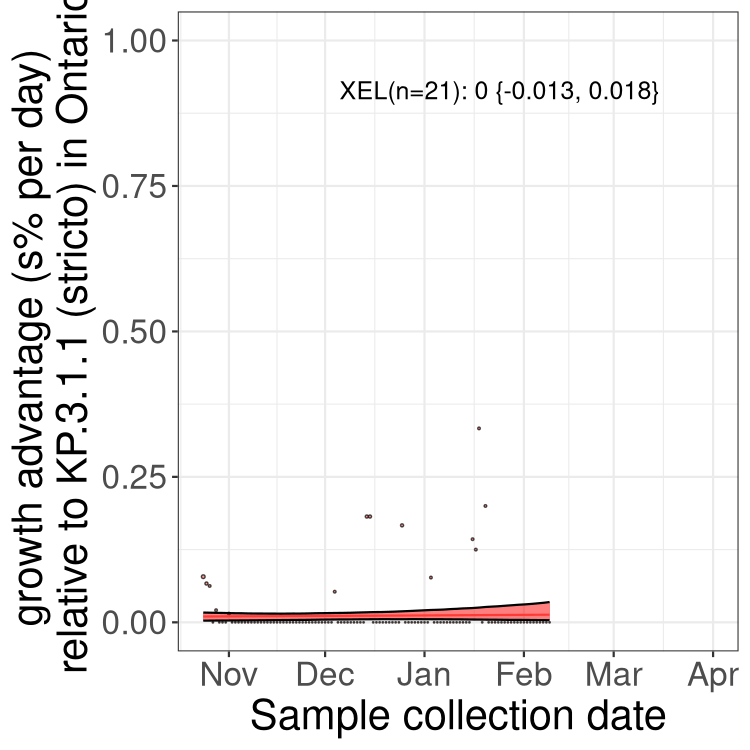 growth advantage (s% per day)
relative to KP.3.1.1 (stricto) in Ontario
1.00
XEL(n=21): 0 {-0.013, 0.018}
0.75
0.50
0.25
0.00
Nov Dec Jan Feb Mar Apr
Sample collection date